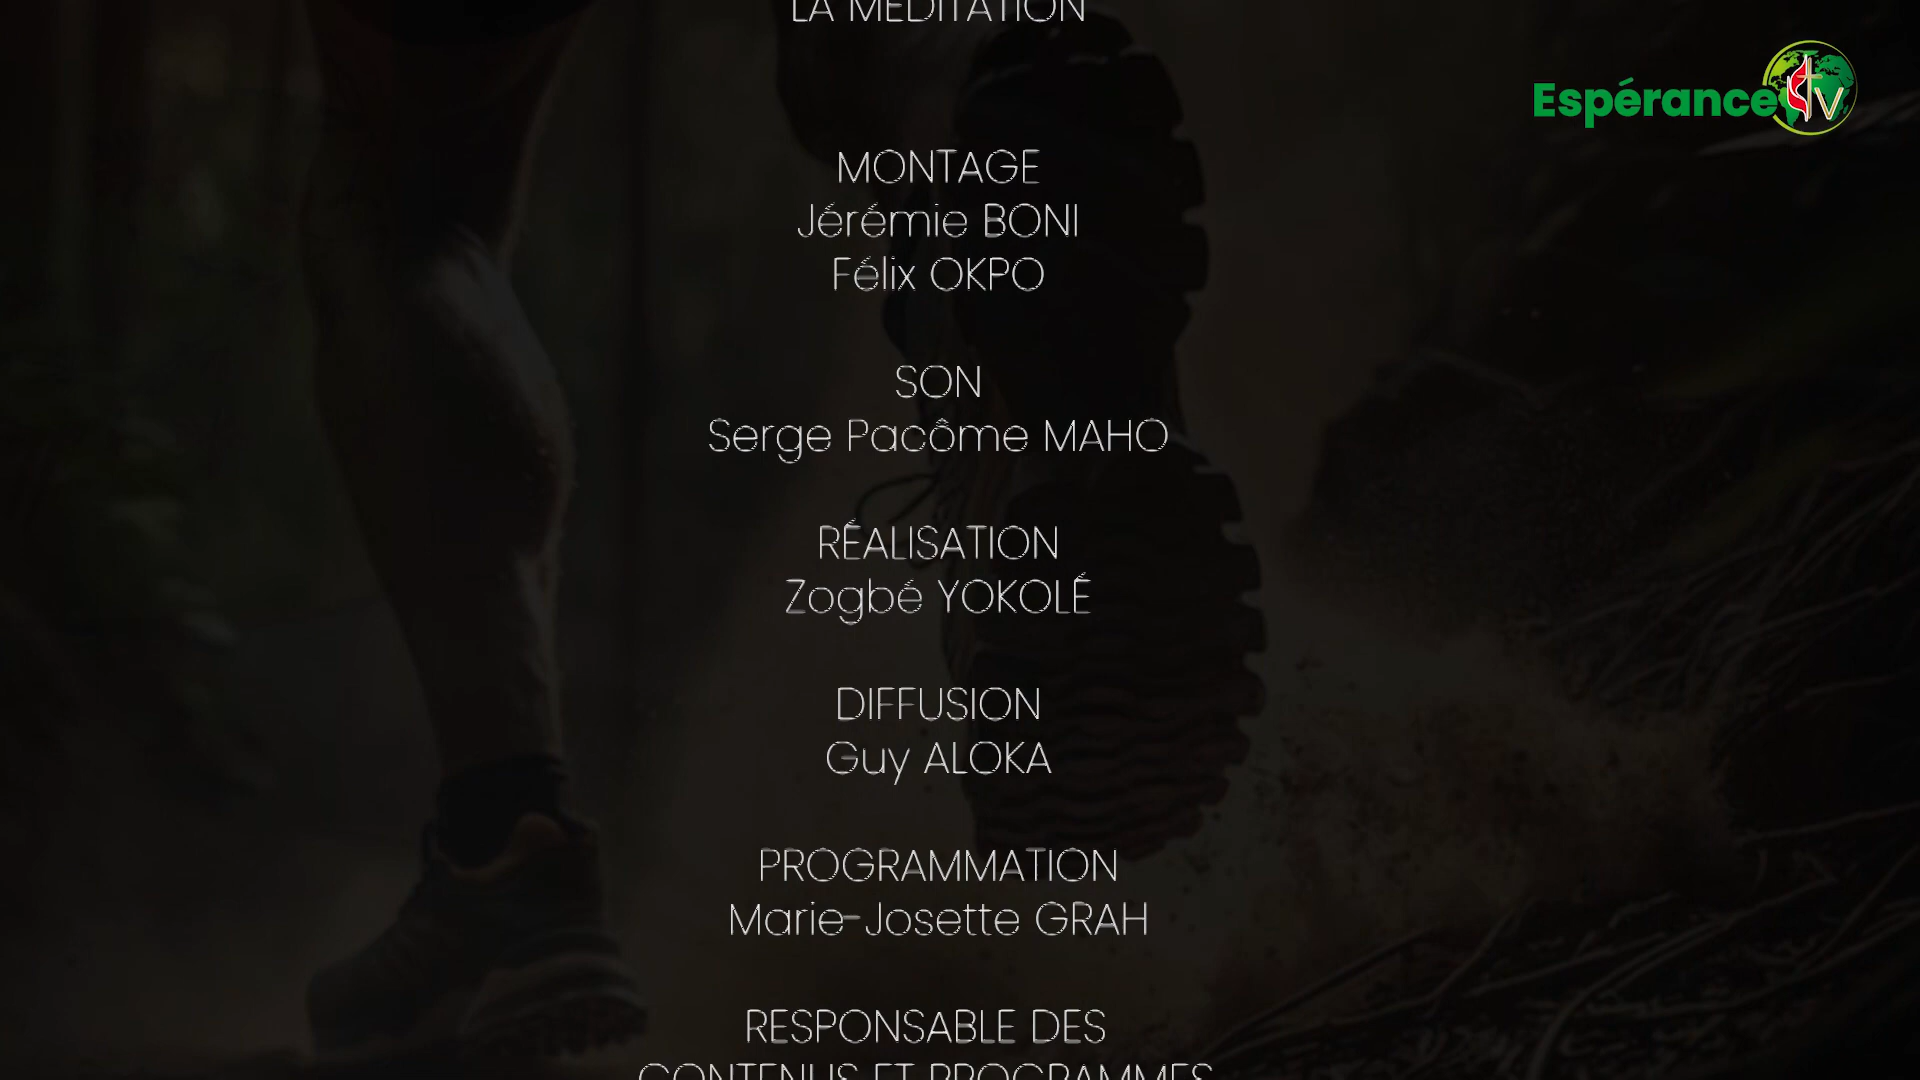 LA MÉDITATION
Espérance TV
MONTAGE
Jérémie BONI
Félix OKPO
SON
Serge Pacôme MAHO
RÉALISATION
Zogbé YOKOLÉ
DIFFUSION
Guy ALOKA
PROGRAMMATION
Marie-Josette GRAH
RESPONSABLE DES
CONTENUS ET PROGRAMMES